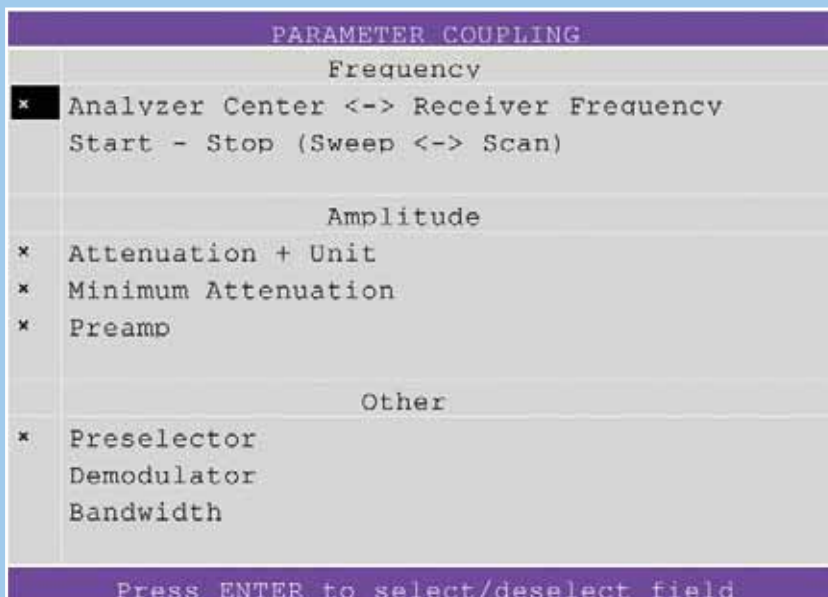 PARAMETER COUPLING
Frequency
× Analyzer Center <-> Receiver Frequency
Start - Stop (Sweep <-> Scan)
Amplitude
× Attenuation + Unit
× Minimum Attenuation
× Preamp
Other
× Preselector
Demodulator
Bandwidth
Press ENTER to select/deselect field